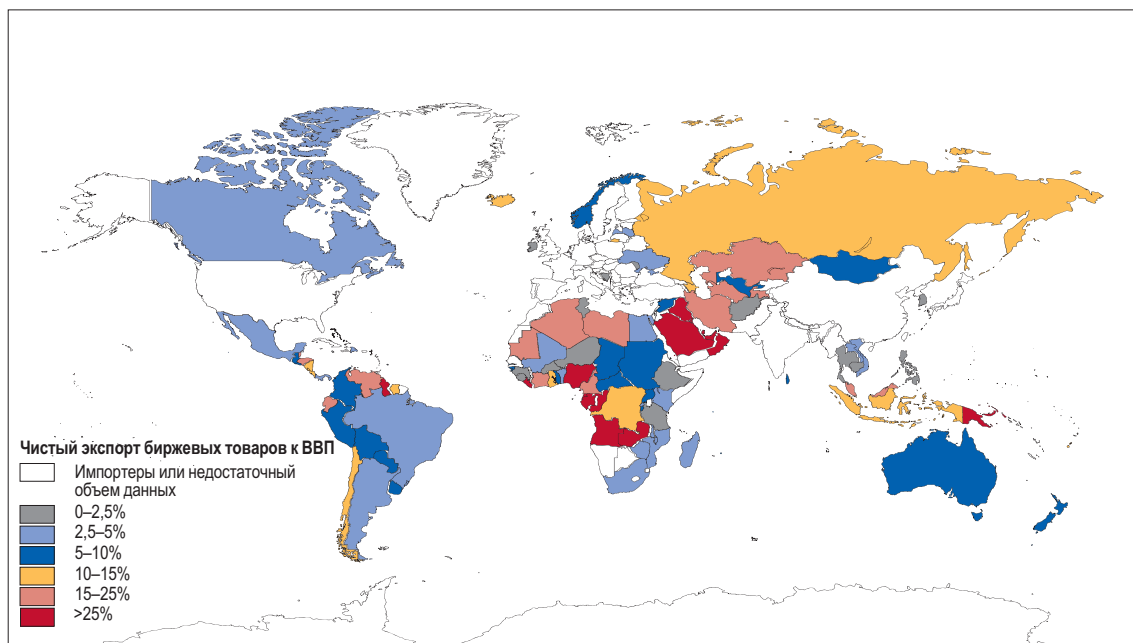 Чистый экспорт биржевых товаров к ВВП
Импортеры или недостаточный
объем данных
0–2,5%
2,5–5%
5–10%
10–15%
15–25%
>25%